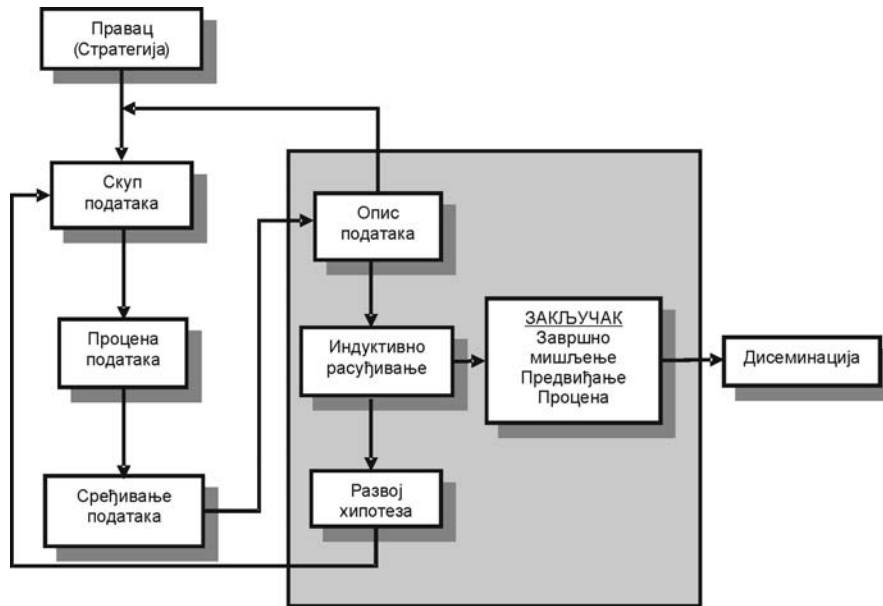 Правац
(Стратегија)
Скуп
података
Процена
података
Сређивање
података
Опис
података
Индуктивно
расуђивање
Развој
хипотеза
ЗАКЉУЧАК
Завршно
мишљење
Предвиђање
Процена
Дисеминација